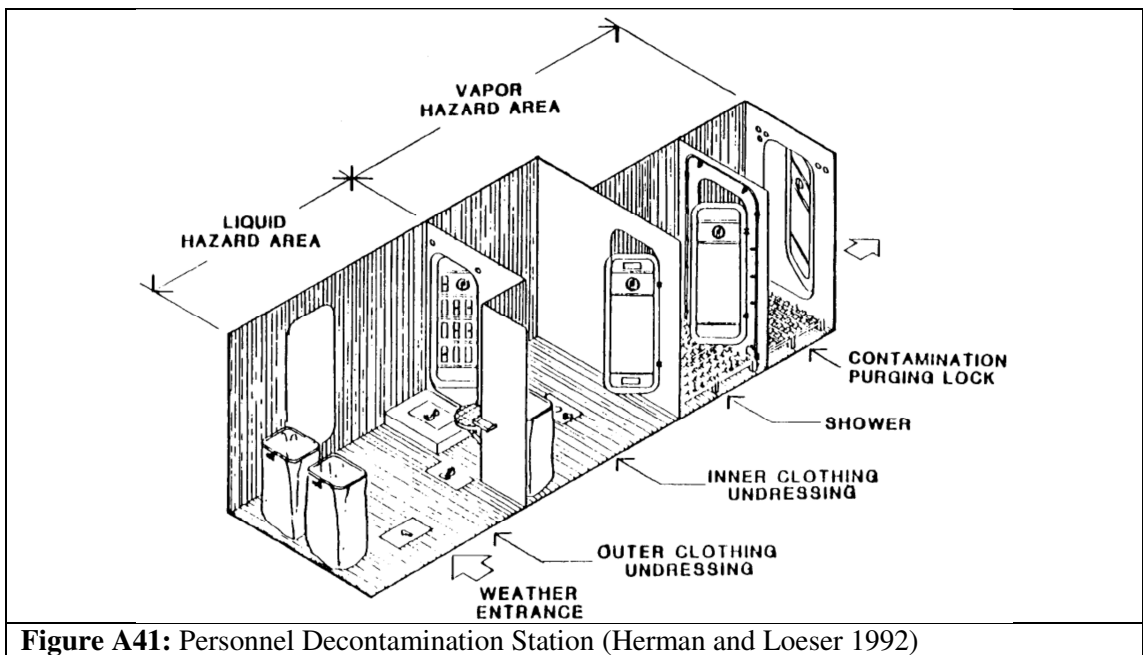 VAPOR
HAZARD AREA
LIQUID
HAZARD AREA
CONTAMINATION
PURGING LOCK
SHOWER
INNER CLOTHING
UNDRESSING
OUTER CLOTHING
UNDRESSING
WEATHER
ENTRANCE
Figure A41: Personnel Decontamination Station (Herman and Loeser 1992)